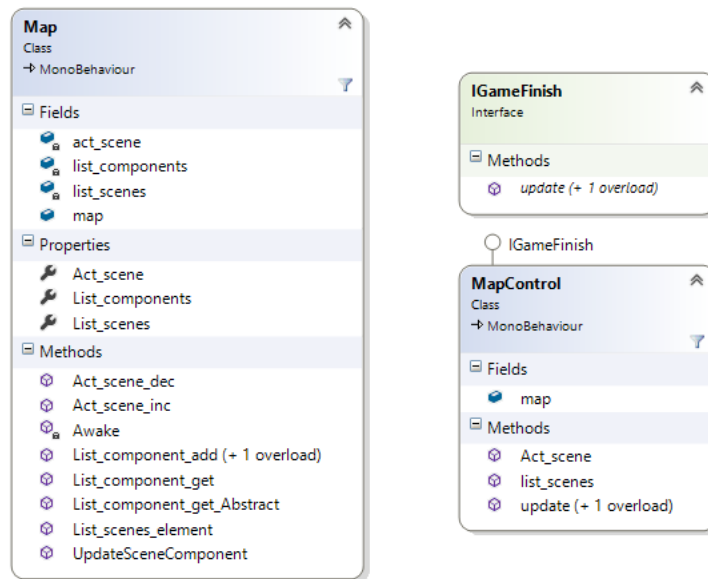 Map
Class
MonoBehaviour
Fields
act_scene
list_components
list_scenes
map
Properties
Act_scene
List_components
List_scenes
Methods
Act_scene_dec
Act_scene_inc
Awake
List_component_add (+ 1 overload)
List_component_get
List_component_get_Abstract
List_scenes_element
UpdateSceneComponent
IGameFinish
Interface
Methods
update (+ 1 overload)
IGameFinish
MapControl
Class
MonoBehaviour
Fields
map
Methods
Act_scene
list_scenes
update (+ 1 overload)